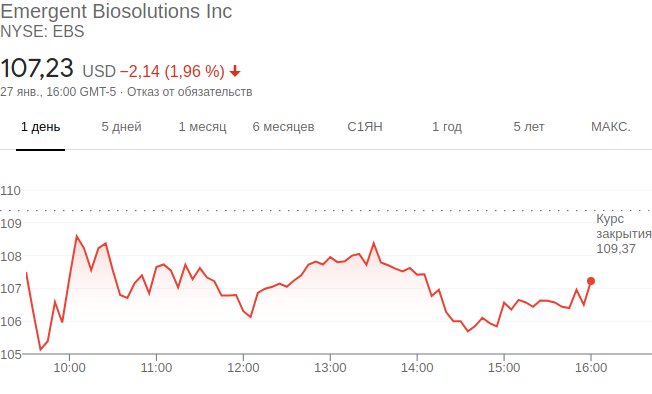 Emergent Biosolutions Inc
NYSE: EBS
107,23 USD −2,14 (1,96 %)
27 янв., 16:00 GMT-5 · Отказ от обязательств
1 день 5 дней 1 месяц 6 месяцев С1ЯН 1 год 5 лет МАКС.
110
109
108
107
106
105
Курс
закрытия
109,37
10:00 11:00 12:00 13:00 14:00 15:00 16:00